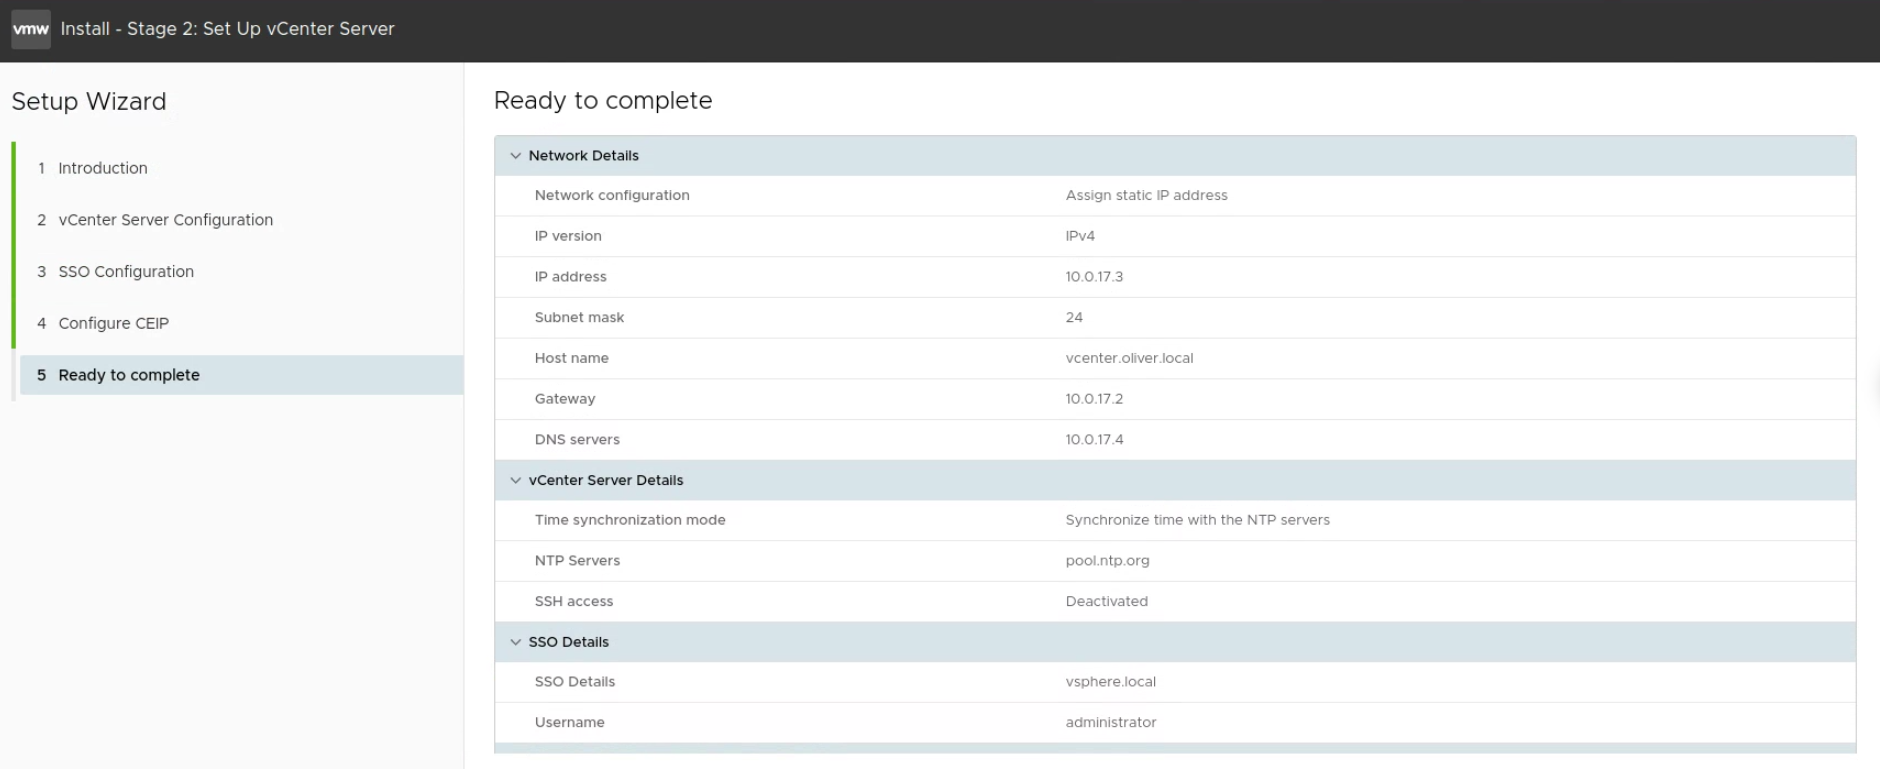 vmw Install - Stage 2: Set Up vCenter Server
Setup Wizard
1 Introduction
2 vCenter Server Configuration
3 SSO Configuration
4 Configure CEIP
5 Ready to complete
Ready to complete
Network Details
Network configuration Assign static IP address
IP version IPv4
IP address 10.0.17.3
Subnet mask 24
Host name vcenter.oliver.local
Gateway 10.0.17.2
DNS servers 10.0.17.4
vCenter Server Details
Time synchronization mode Synchronize time with the NTP servers
NTP Servers pool.ntp.org
SSH access Deactivated
SSO Details
SSO Details vsphere.local
Username administrator